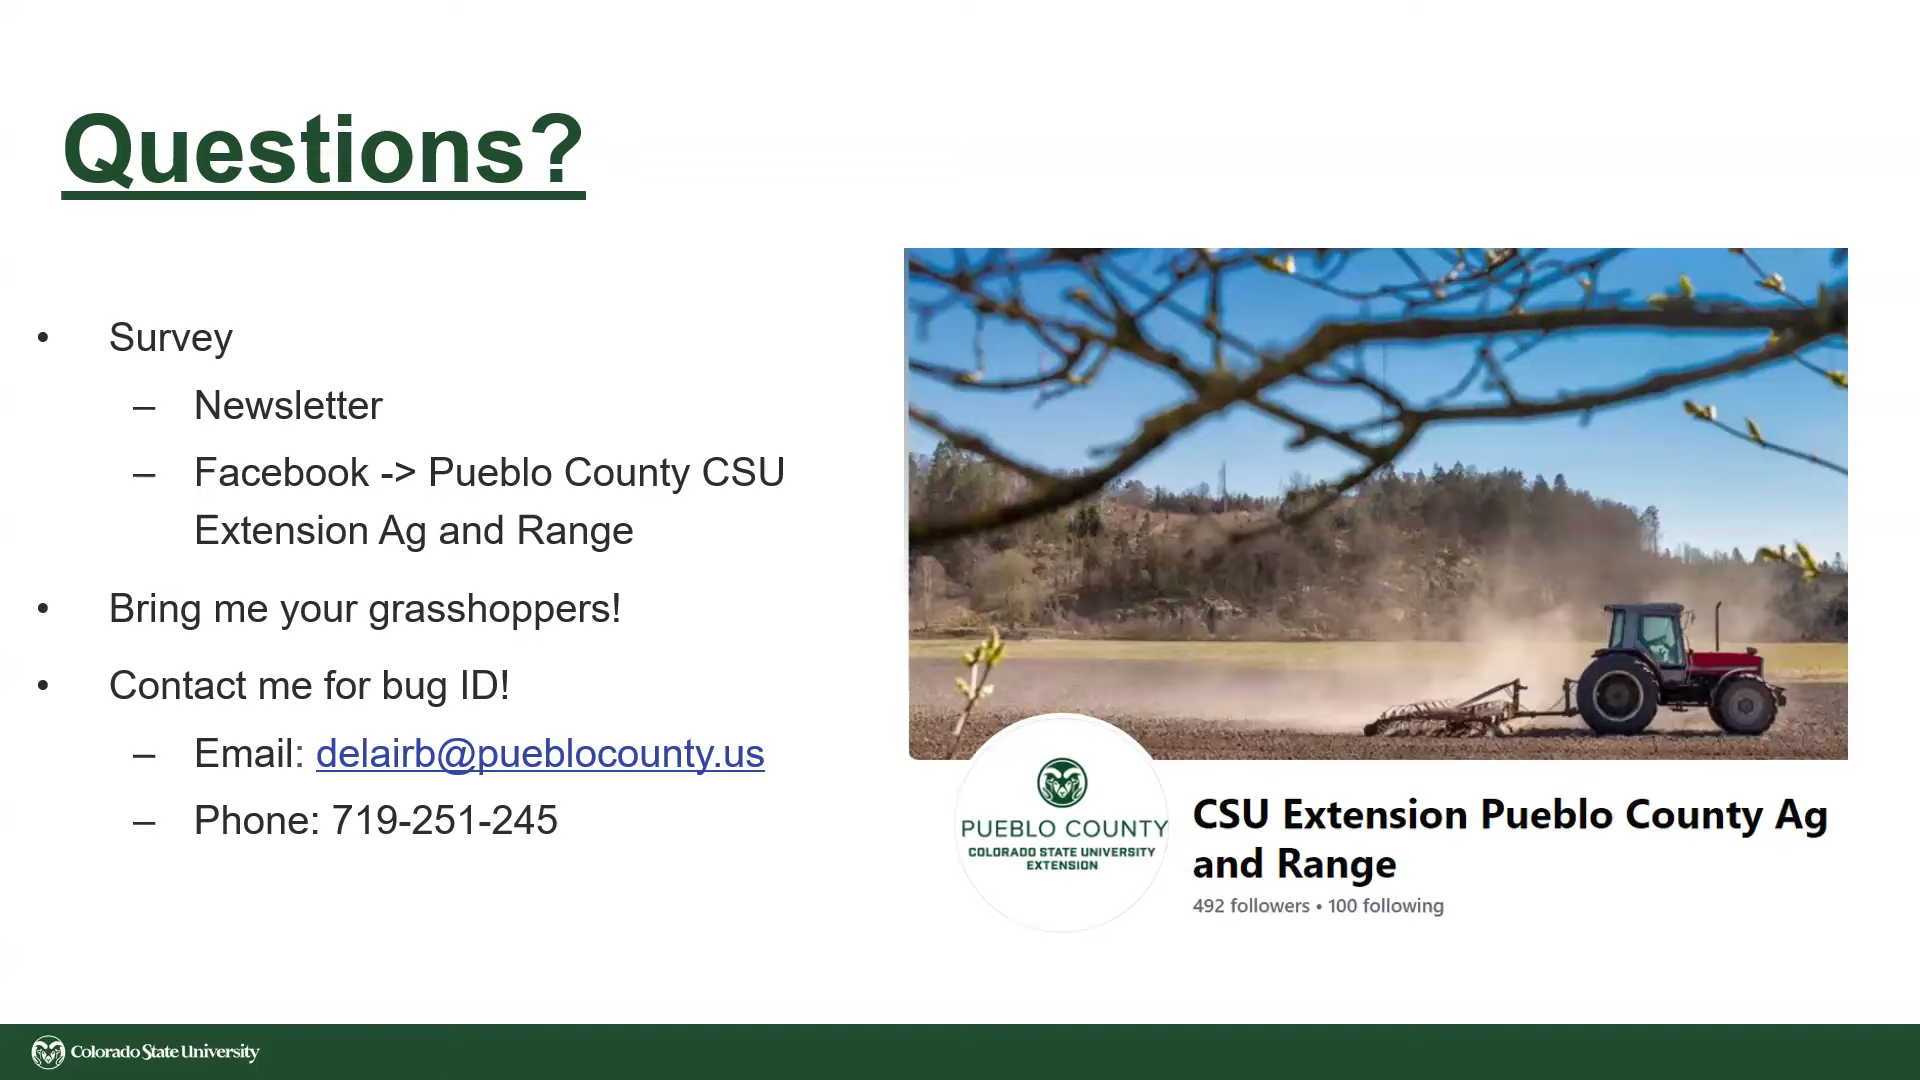 Questions?
• Survey
– Newsletter
– Facebook -> Pueblo County CSU
Extension Ag and Range
• Bring me your grasshoppers!
• Contact me for bug ID!
– Email: delairb@pueblocounty.us
– Phone: 719-251-245
PUEBLO COUNTY
COLORADO STATE UNIVERSITY
EXTENSION
CSU Extension Pueblo County Ag
and Range
492 followers • 100 following
Colorado State University